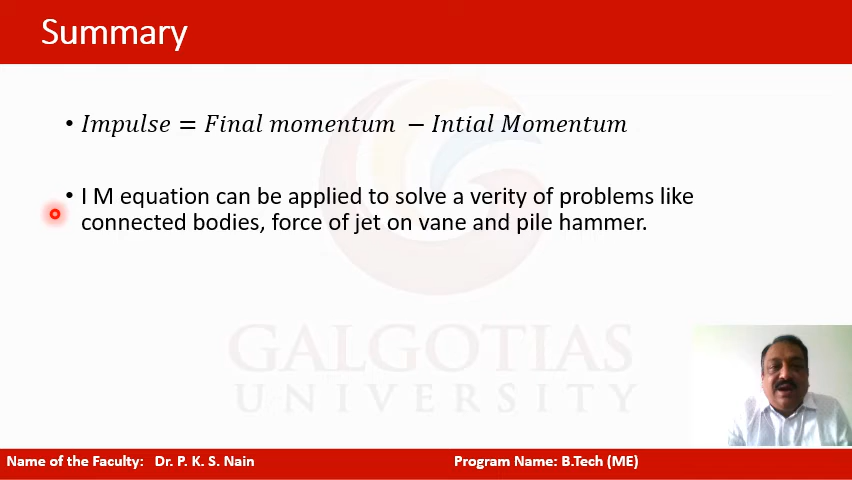 Summary
• Impulse = Final momentum − Intial Momentum
• I M equation can be applied to solve a verity of problems like
connected bodies, force of jet on vane and pile hammer.
GALGOTIAS
UNIVERSITY
Name of the Faculty: Dr. P. K. S. Nain Program Name: B.Tech (ME)